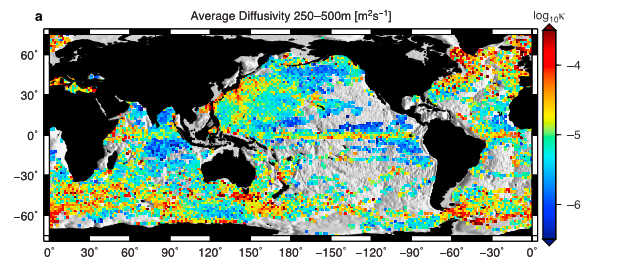 a
Average Diffusivity 250–500m [m²s⁻¹]
log₁₀κ
60˚
30˚
0˚
−30˚
−60˚
0˚ 30˚ 60˚ 90˚ 120˚ 150˚ 180˚ −150˚ −120˚ −90˚ −60˚ −30˚ 0˚
−4
−5
−6